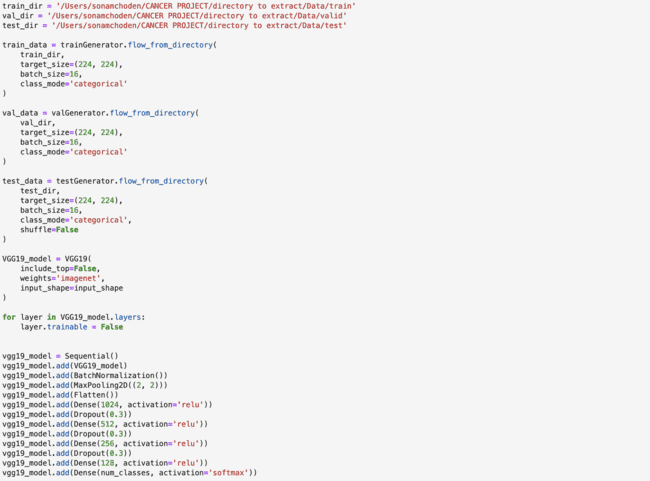 train_dir = '/Users/sonamchoden/CANCER PROJECT/directory to extract/Data/train'
val_dir = '/Users/sonamchoden/CANCER PROJECT/directory to extract/Data/valid'
test_dir = '/Users/sonamchoden/CANCER PROJECT/directory to extract/Data/test'

train_data = trainGenerator.flow_from_directory(
    train_dir,
    target_size=(224, 224),
    batch_size=16,
    class_mode='categorical'
)

val_data = valGenerator.flow_from_directory(
    val_dir,
    target_size=(224, 224),
    batch_size=16,
    class_mode='categorical'
)

test_data = testGenerator.flow_from_directory(
    test_dir,
    target_size=(224, 224),
    batch_size=16,
    class_mode='categorical',
    shuffle=False
)

VGG19_model = VGG19(
    include_top=False,
    weights='imagenet',
    input_shape=input_shape
)

for layer in VGG19_model.layers:
    layer.trainable = False


vgg19_model = Sequential()
vgg19_model.add(VGG19_model)
vgg19_model.add(BatchNormalization())
vgg19_model.add(MaxPooling2D((2, 2)))
vgg19_model.add(Flatten())
vgg19_model.add(Dense(1024, activation='relu'))
vgg19_model.add(Dropout(0.3))
vgg19_model.add(Dense(512, activation='relu'))
vgg19_model.add(Dropout(0.3))
vgg19_model.add(Dense(256, activation='relu'))
vgg19_model.add(Dropout(0.3))
vgg19_model.add(Dense(128, activation='relu'))
vgg19_model.add(Dense(num_classes, activation='softmax'))